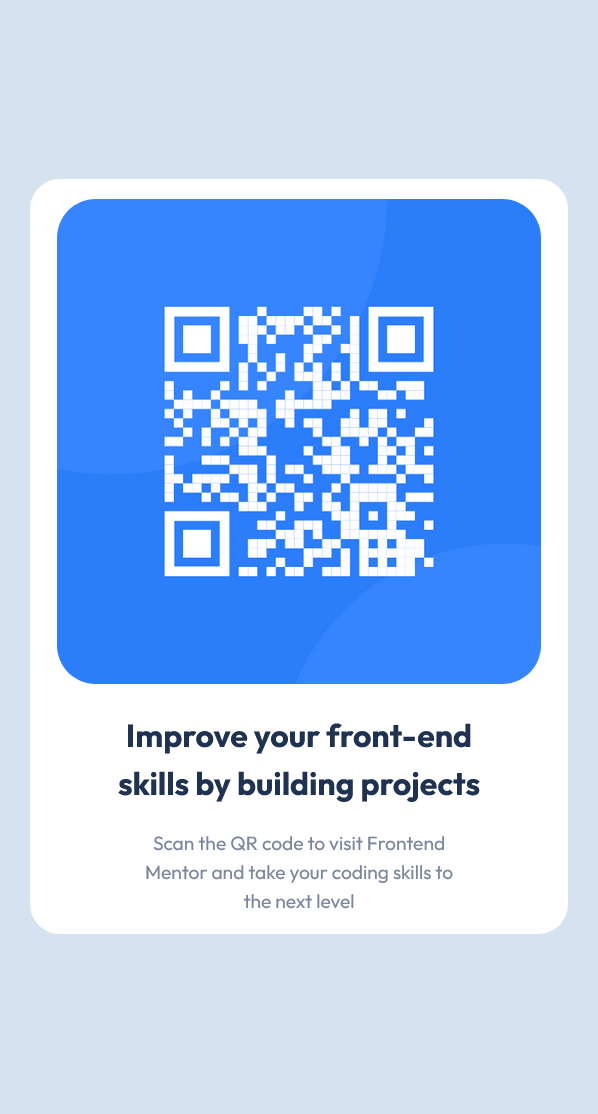 Improve your front-end
skills by building projects
Scan the QR code to visit Frontend
Mentor and take your coding skills to
the next level